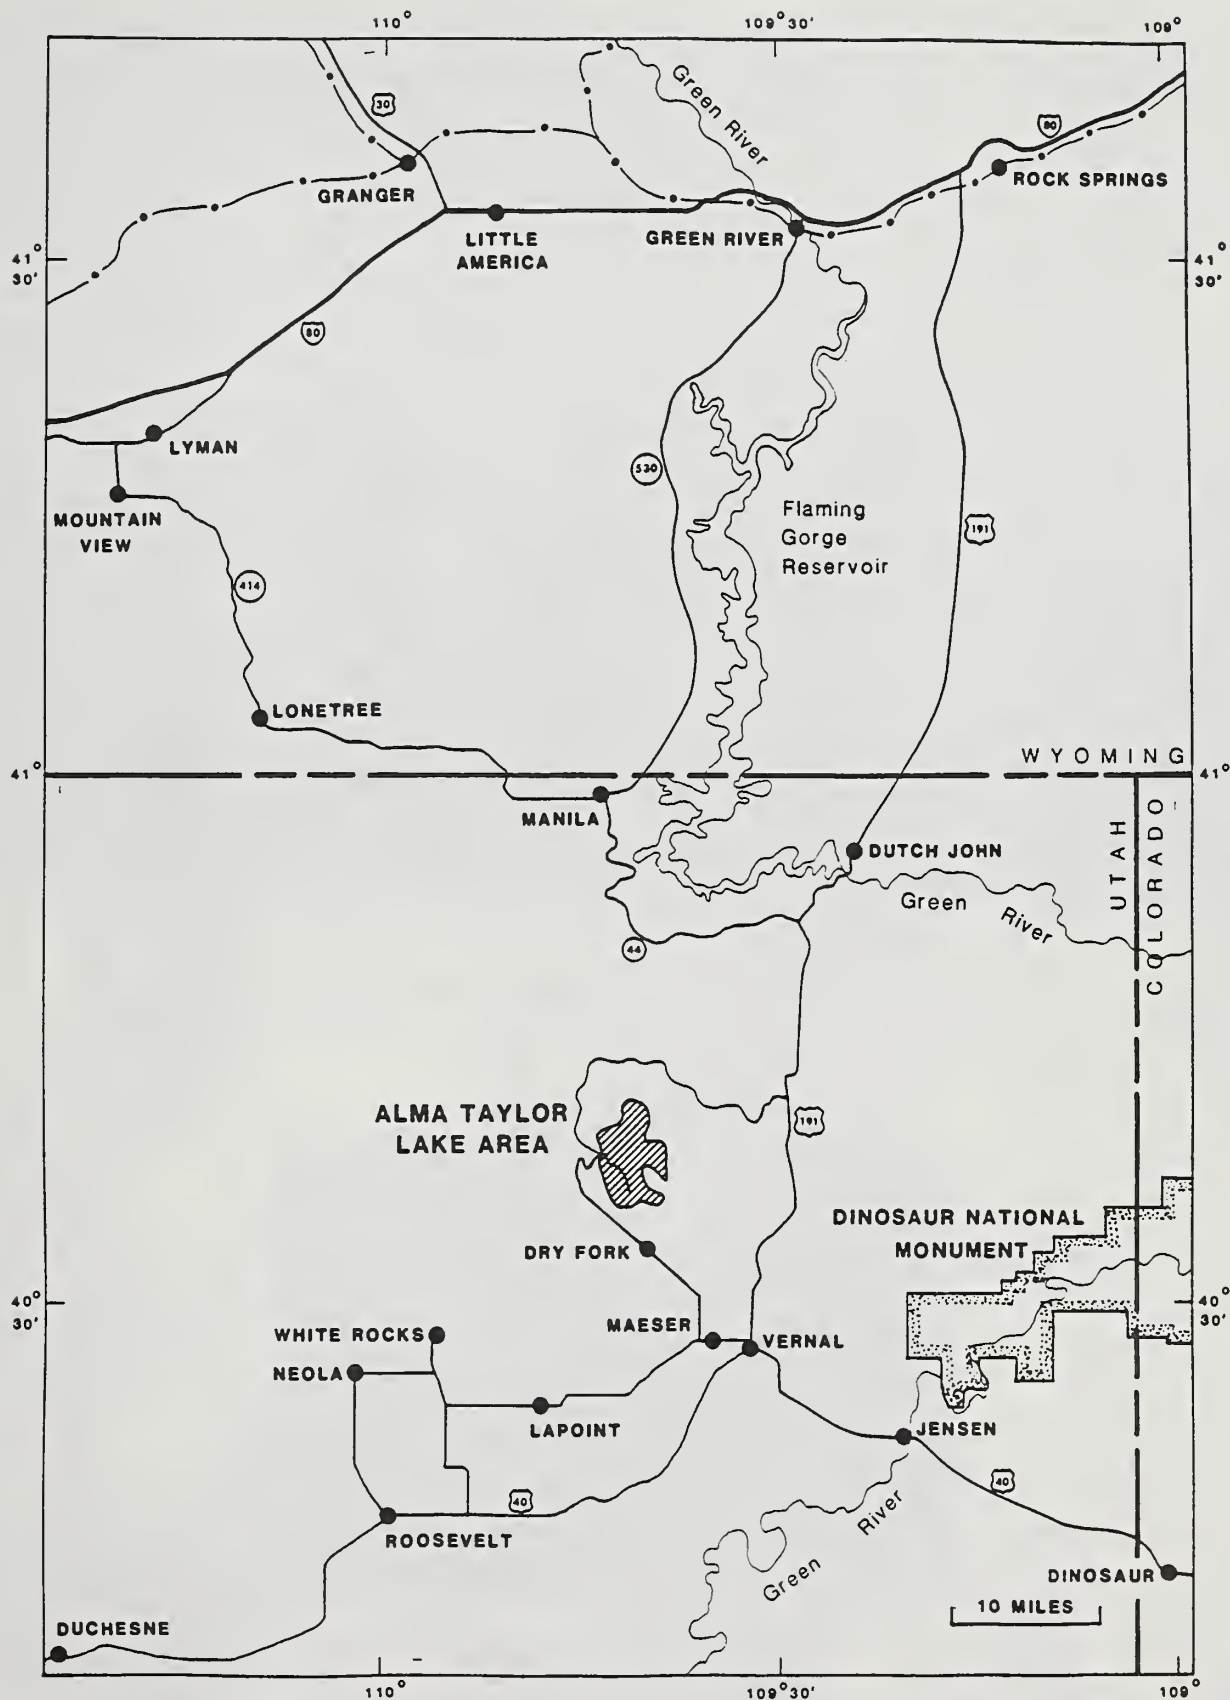 110°
109° 30'
109°
Green River
30
80
GRANGER
ROCK SPRINGS
LITTLE
AMERICA
GREEN RIVER
41°
30'
41°
30'
80
LYMAN
530
MOUNTAIN
VIEW
Flaming
Gorge
Reservoir
191
414
LONETREE
WYOMING
41°
41°
MANILA
UTAH
COLORADO
DUTCH JOHN
Green River
44
ALMA TAYLOR
LAKE AREA
191
DINOSAUR NATIONAL
MONUMENT
DRY FORK
40°
30'
40°
30'
WHITE ROCKS
MAESER
VERNAL
NEOLA
LAPOINT
JENSEN
40
40
Green River
ROOSEVELT
DINOSAUR
10 MILES
DUCHESNE
110°
109° 30'
109°